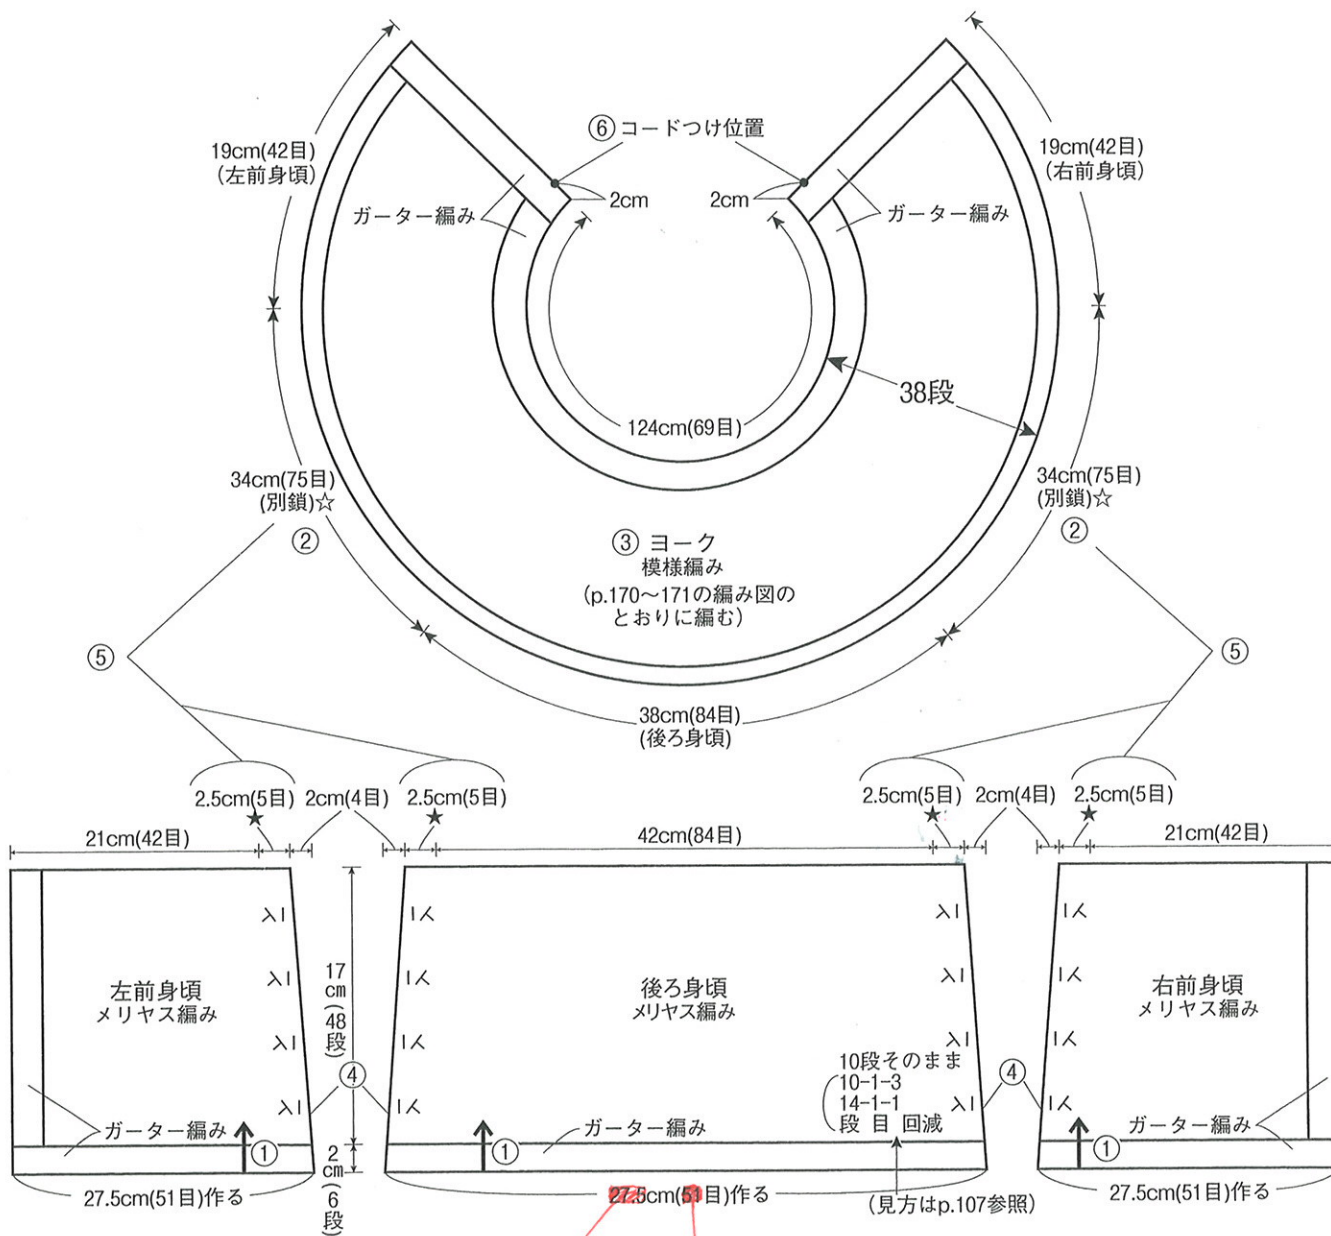 ⑥コードつけ位置
19cm(42目)
(左前身頃)
19cm(42目)
(右前身頃)
ガーター編み
2cm
2cm
ガーター編み
38段
124cm(69目)
34cm(75目)
(別鎖)☆
②
34cm(75目)
(別鎖)☆
②
③ ヨーク
模様編み
(p.170〜171の編み図の
とおりに編む)
⑤
⑤
38cm(84目)
(後ろ身頃)
2.5cm(5目)
★
2cm(4目)
2.5cm(5目)
★
2.5cm(5目)
★
2cm(4目)
2.5cm(5目)
★
21cm(42目)
42cm(84目)
21cm(42目)
左前身頃
メリヤス編み
17cm(48段)
後ろ身頃
メリヤス編み
右前身頃
メリヤス編み
④
10段そのまま
10-1-3
14-1-1
段 目 回減
④
ガーター編み
①
2cm(6段)
①
ガーター編み
ガーター編み
①
27.5cm(51目)作る
27.5cm(51目)作る
(見方はp.107参照)
27.5cm(51目)作る